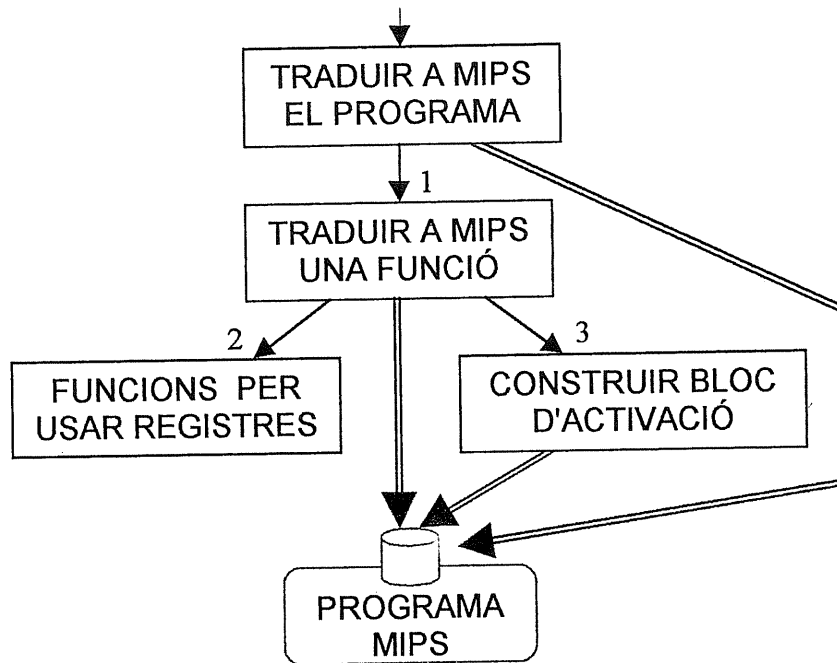 TRADUIR A MIPS
EL PROGRAMA
1
TRADUIR A MIPS
UNA FUNCIÓ
2
3
FUNCIONS PER
USAR REGISTRES
CONSTRUIR BLOC
D'ACTIVACIÓ
PROGRAMA
MIPS